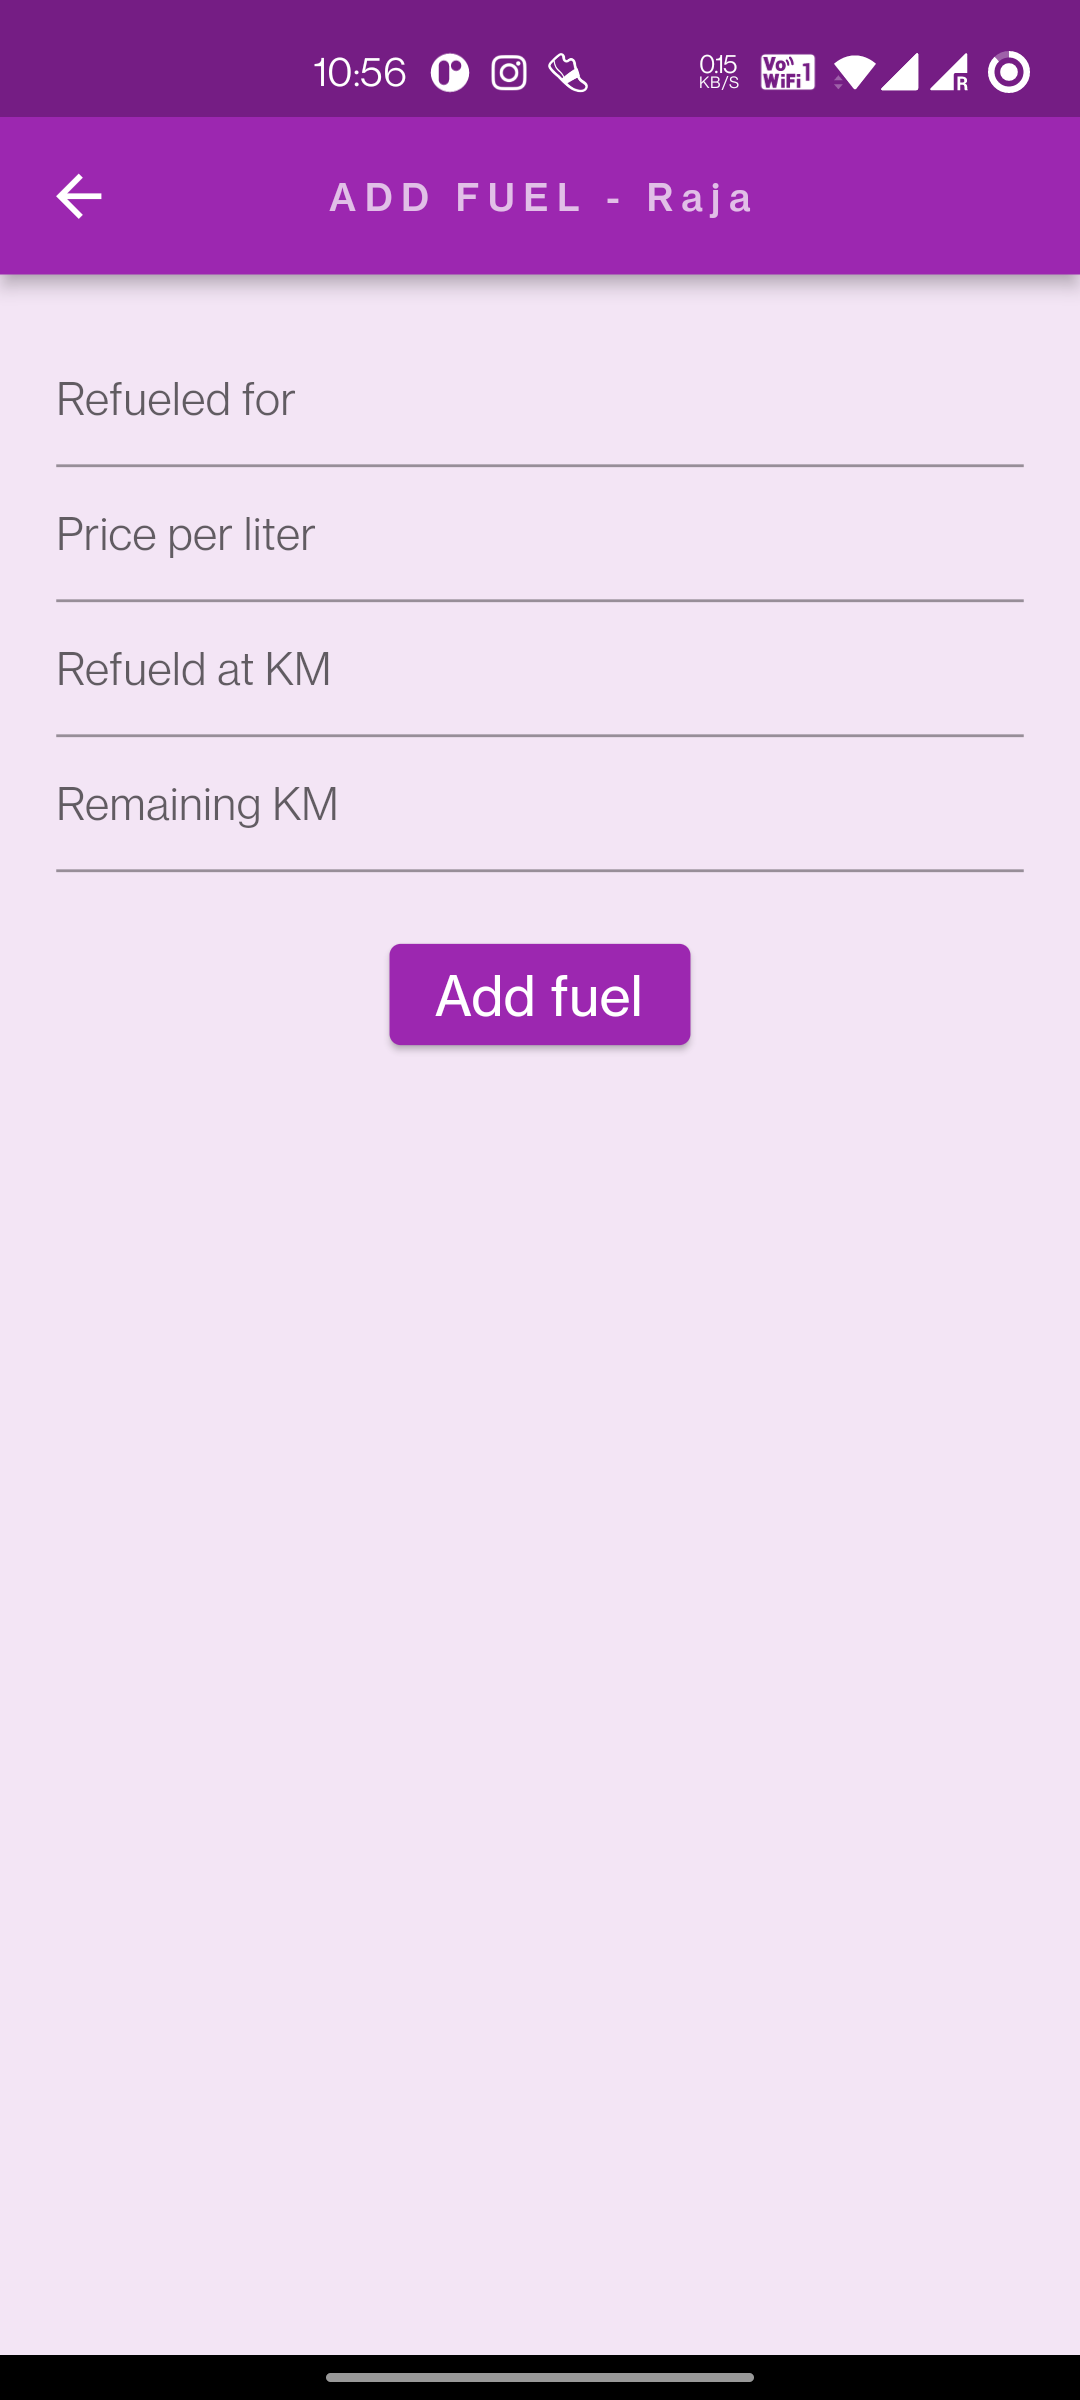 10:56
0.15
KB/S
Vo
WiFi 1
R
ADD FUEL - Raja
Refueled for
Price per liter
Refueld at KM
Remaining KM
Add fuel